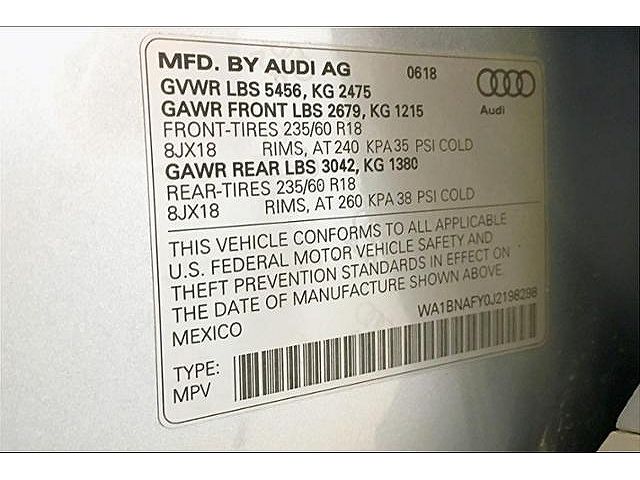 MFD. BY AUDI AG 0618
GVWR LBS 5456, KG 2475
GAWR FRONT LBS 2679, KG 1215
Audi
FRONT-TIRES 235/60 R18
8JX18 RIMS, AT 240 KPA 35 PSI COLD
GAWR REAR LBS 3042, KG 1380
REAR-TIRES 235/60 R18
8JX18 RIMS, AT 260 KPA 38 PSI COLD
THIS VEHICLE CONFORMS TO ALL APPLICABLE
U.S. FEDERAL MOTOR VEHICLE SAFETY AND
THEFT PREVENTION STANDARDS IN EFFECT ON
THE DATE OF MANUFACTURE SHOWN ABOVE.
MEXICO
WA1BNAFY0J2198298
TYPE:
MPV